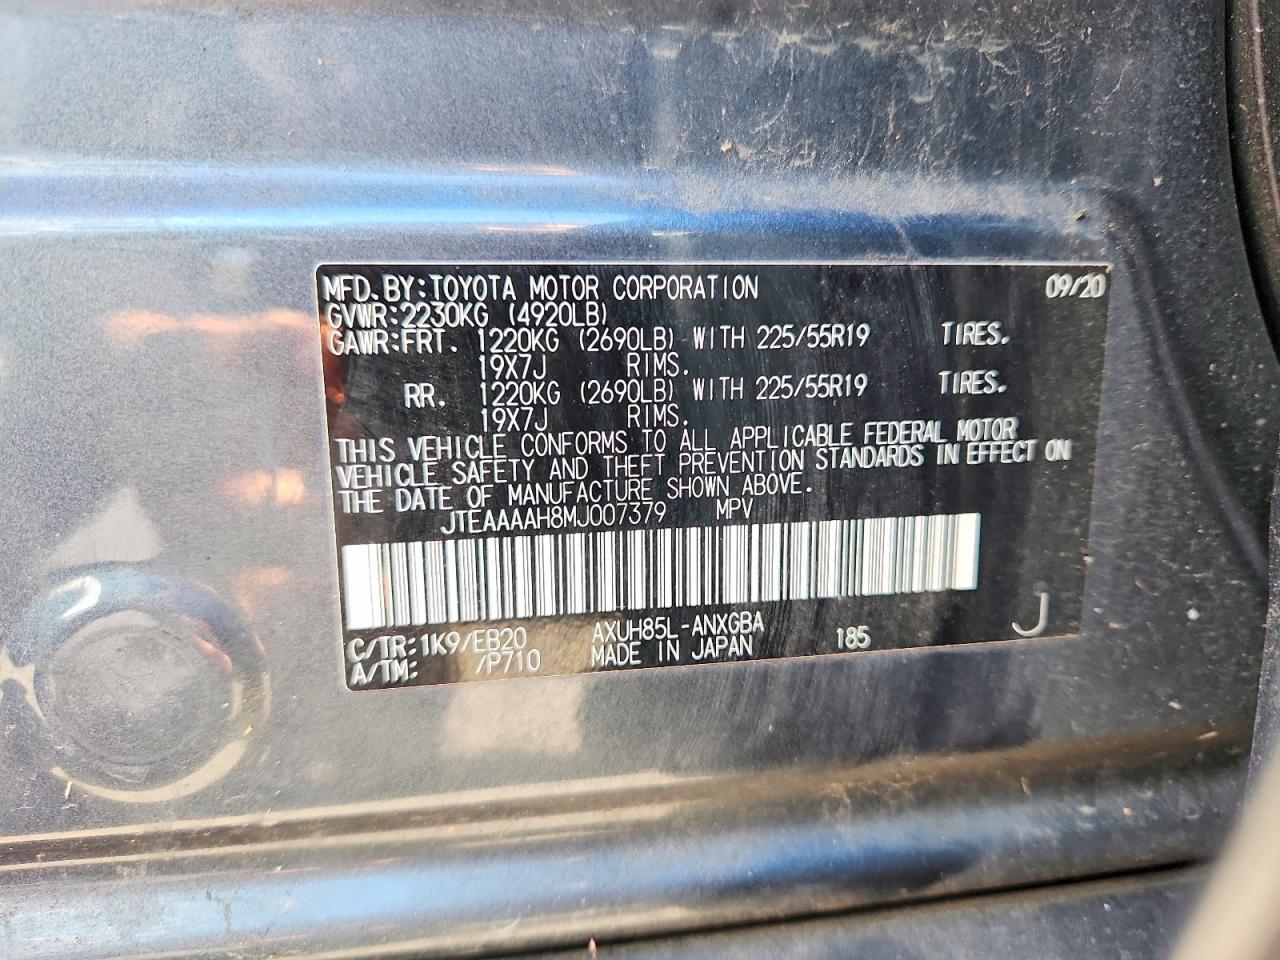 MFD. BY: TOYOTA MOTOR CORPORATION 09/20
GVWR: 2230KG (4920LB)
GAWR: FRT. 1220KG (2690LB) WITH 225/55R19 TIRES.
19X7J RIMS.
RR. 1220KG (2690LB) WITH 225/55R19 TIRES.
19X7J RIMS.
THIS VEHICLE CONFORMS TO ALL APPLICABLE FEDERAL MOTOR
VEHICLE SAFETY AND THEFT PREVENTION STANDARDS IN EFFECT ON
THE DATE OF MANUFACTURE SHOWN ABOVE.
JTEAAAAH8MJ007379 MPV
C/TR: 1K9/EB20 AXUH85L-ANXGBA 185 J
A/TM: /P710 MADE IN JAPAN